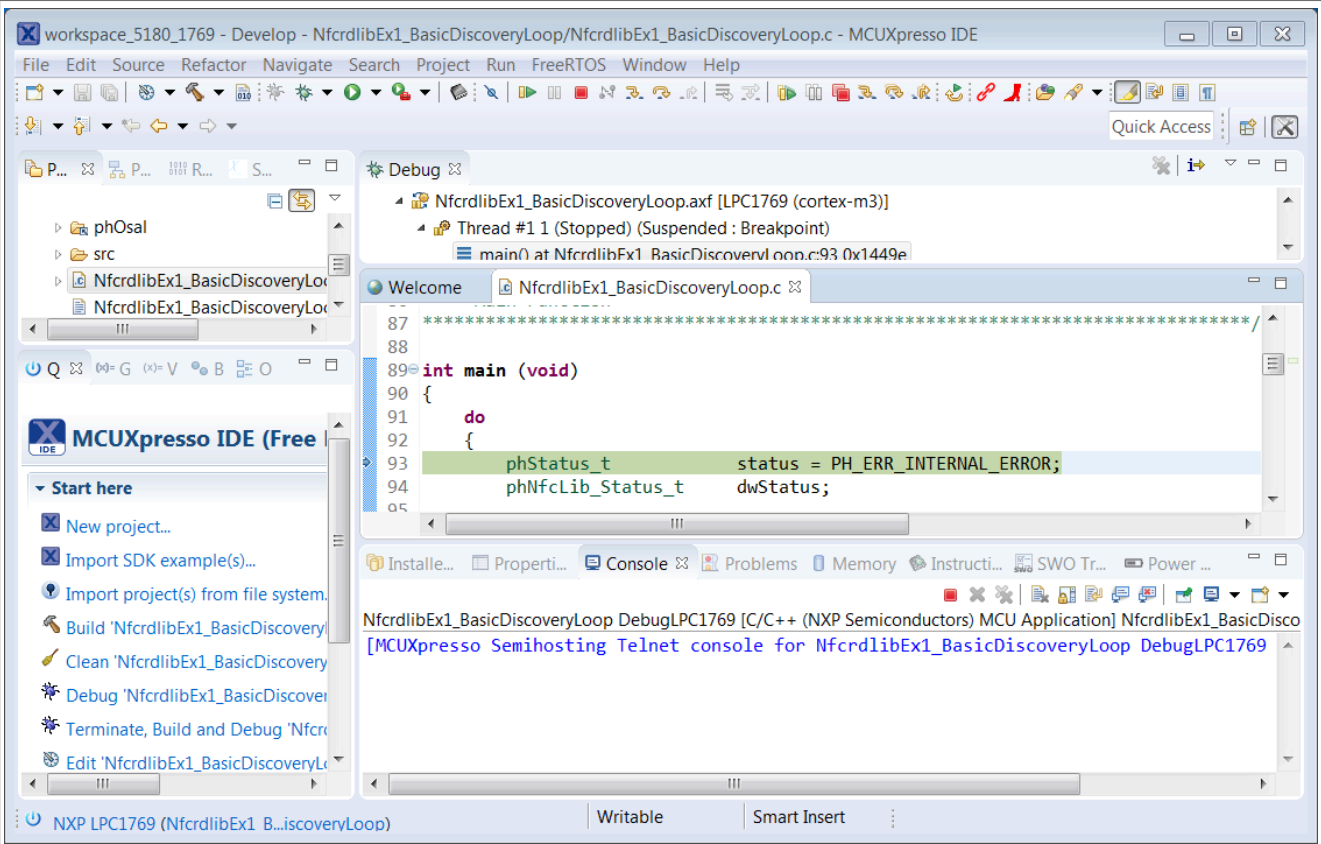 workspace_5180_1769 - Develop - NfcrdlibEx1_BasicDiscoveryLoop/NfcrdlibEx1_BasicDiscoveryLoop.c - MCUXpresso IDE
File Edit Source Refactor Navigate Search Project Run FreeRTOS Window Help
Quick Access
P... P... R... S...
phOsal
src
NfcrdlibEx1_BasicDiscoveryLoo
NfcrdlibEx1_BasicDiscoveryLoo
Q (x)= G (x)= V B O
IDE
MCUXpresso IDE (Free
Start here
New project...
Import SDK example(s)...
Import project(s) from file system.
Build 'NfcrdlibEx1_BasicDiscovery
Clean 'NfcrdlibEx1_BasicDiscovery
Debug 'NfcrdlibEx1_BasicDiscover
Terminate, Build and Debug 'Nfcr
Edit 'NfcrdlibEx1_BasicDiscoveryL
Debug
NfcrdlibEx1_BasicDiscoveryLoop.axf [LPC1769 (cortex-m3)]
Thread #1 1 (Stopped) (Suspended : Breakpoint)
main() at NfcrdlibEx1_BasicDiscoveryLoop.c:93 0x1449e
Welcome NfcrdlibEx1_BasicDiscoveryLoop.c
87 *******************************************************************************/
88
89 int main (void)
90 {
91 do
92 {
93 phStatus_t status = PH_ERR_INTERNAL_ERROR;
94 phNfcLib_Status_t dwStatus;
95
Installe... Properti... Console Problems Memory Instructi... SWO Tr... Power ...
NfcrdlibEx1_BasicDiscoveryLoop DebugLPC1769 [C/C++ (NXP Semiconductors) MCU Application] NfcrdlibEx1_BasicDisco
[MCUXpresso Semihosting Telnet console for NfcrdlibEx1_BasicDiscoveryLoop DebugLPC1769
NXP LPC1769 (NfcrdlibEx1_B...iscoveryLoop)
Writable Smart Insert